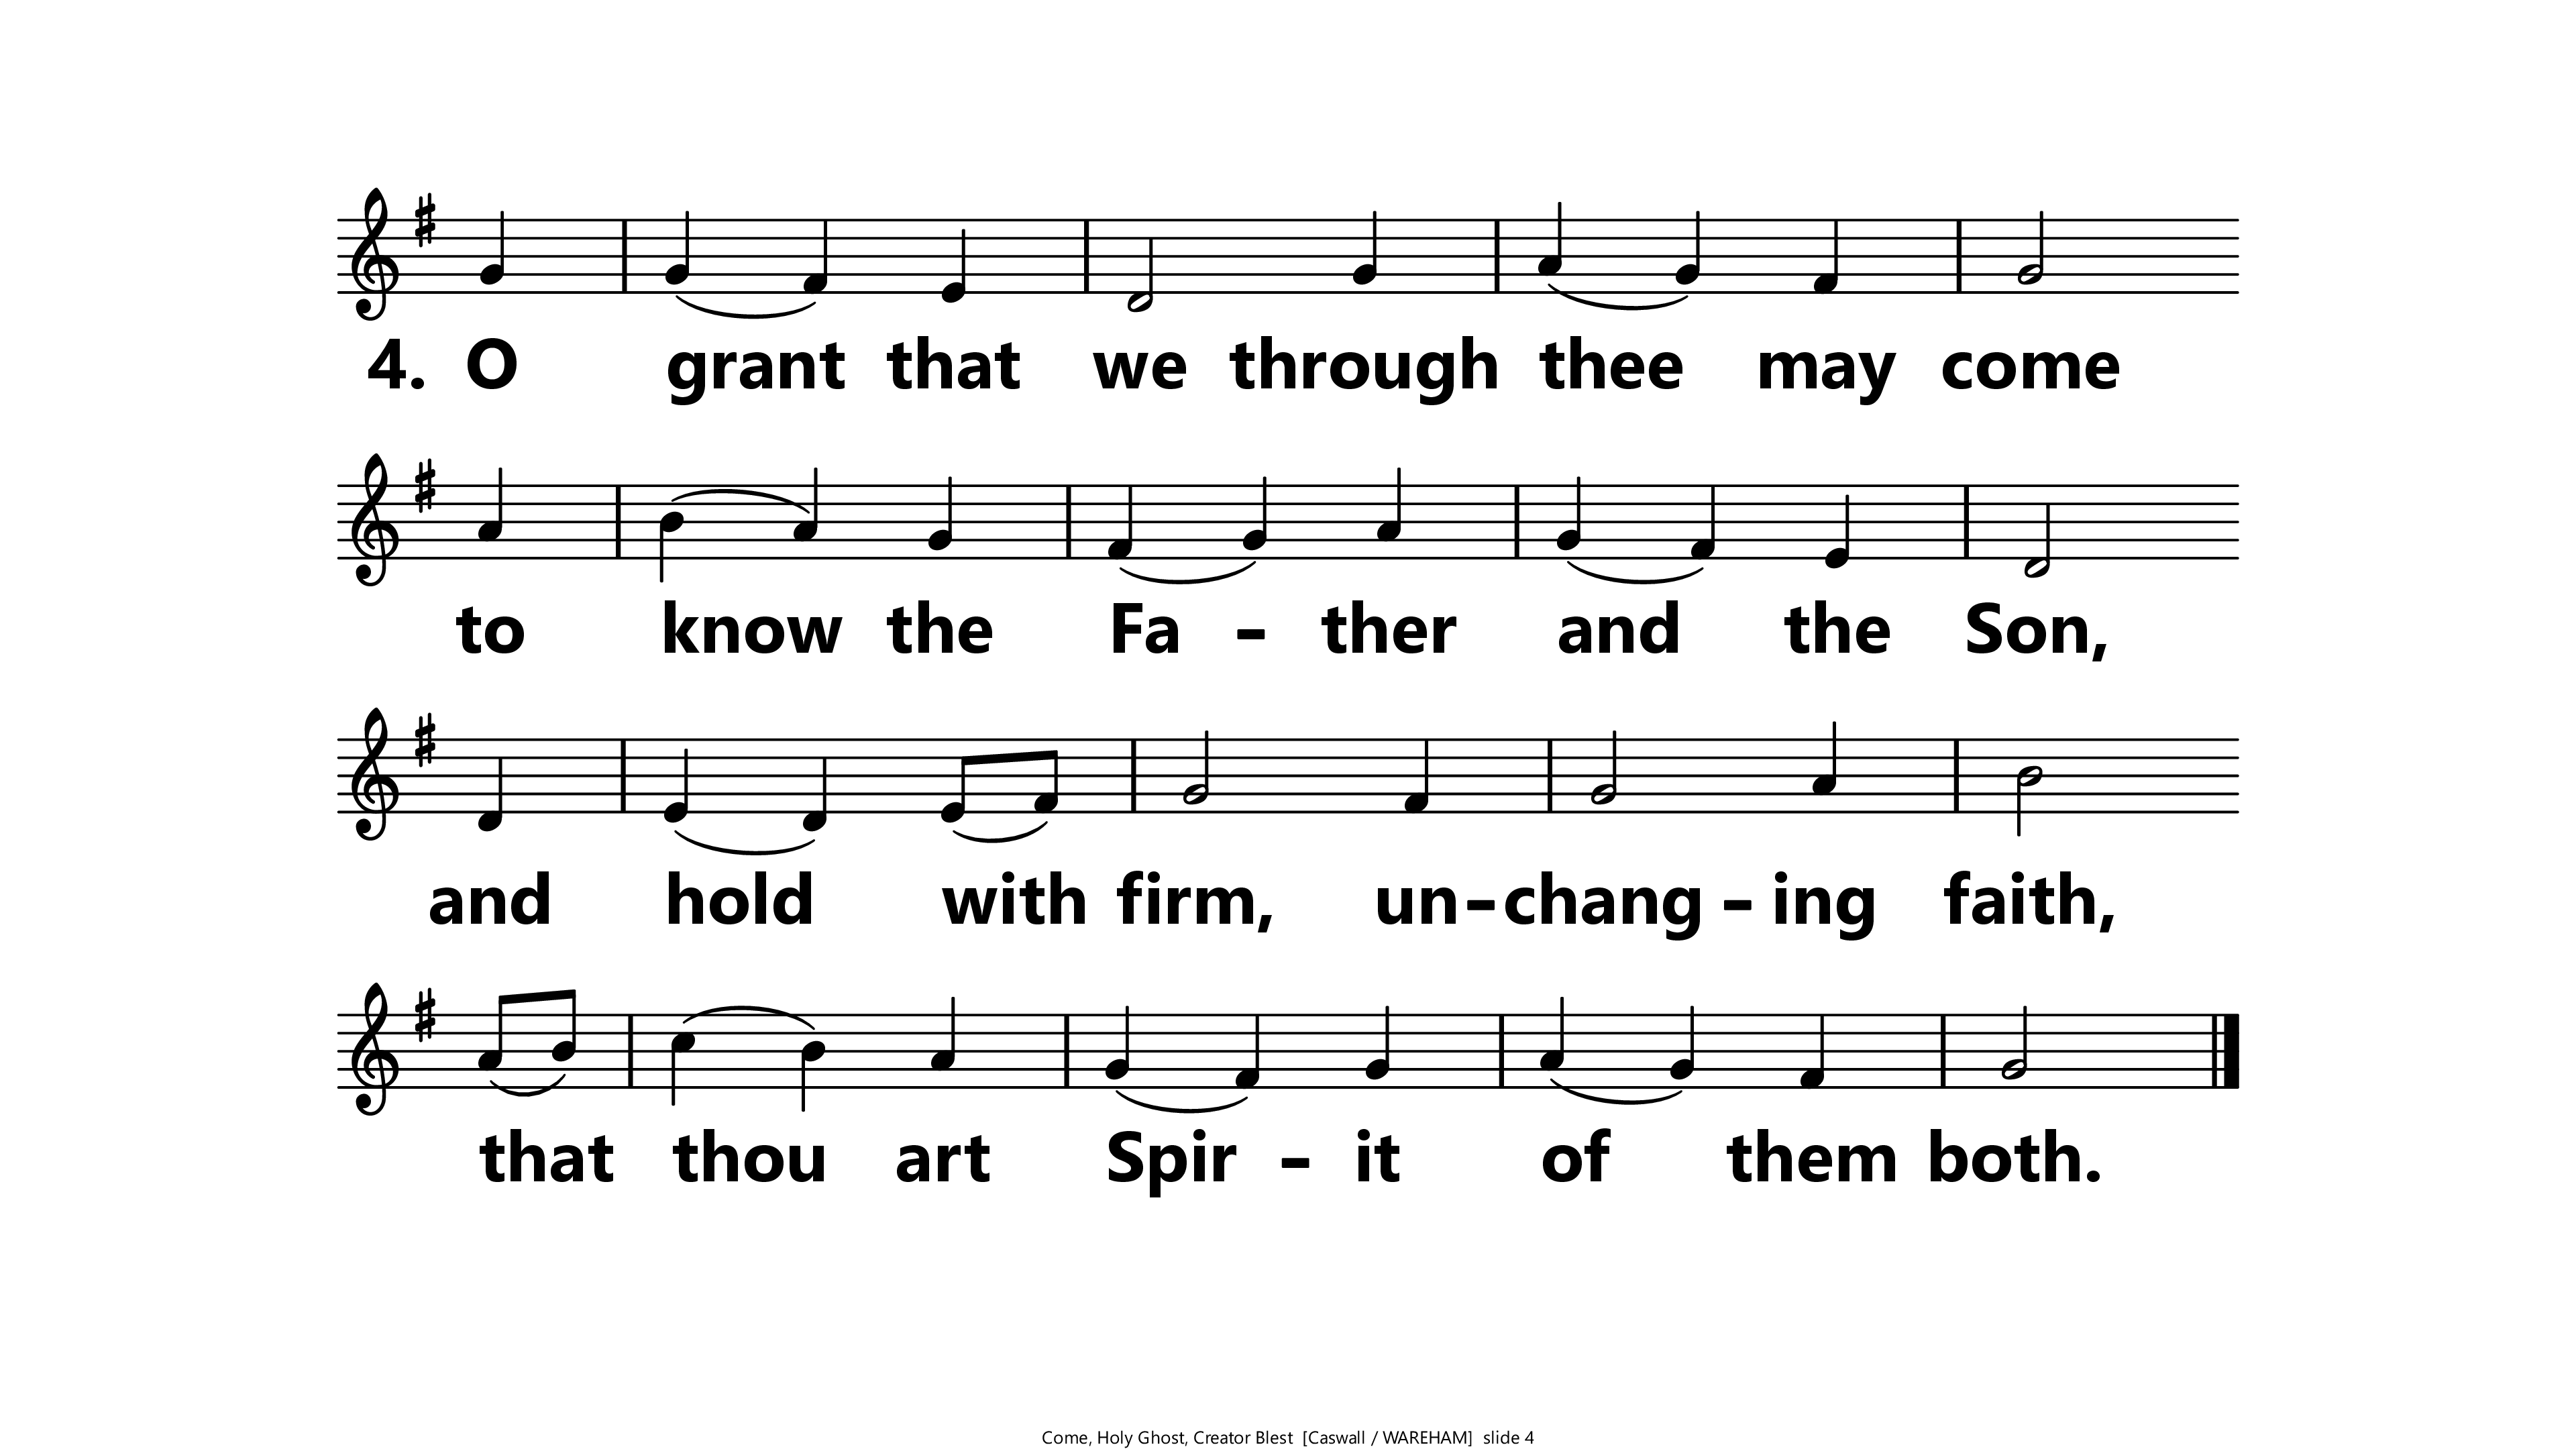 4. O grant that we through thee may come
to know the Fa - ther and the Son,
and hold with firm, un-chang - ing faith,
that thou art Spir - it of them both.
Come, Holy Ghost, Creator Blest [Caswall / WAREHAM] slide 4